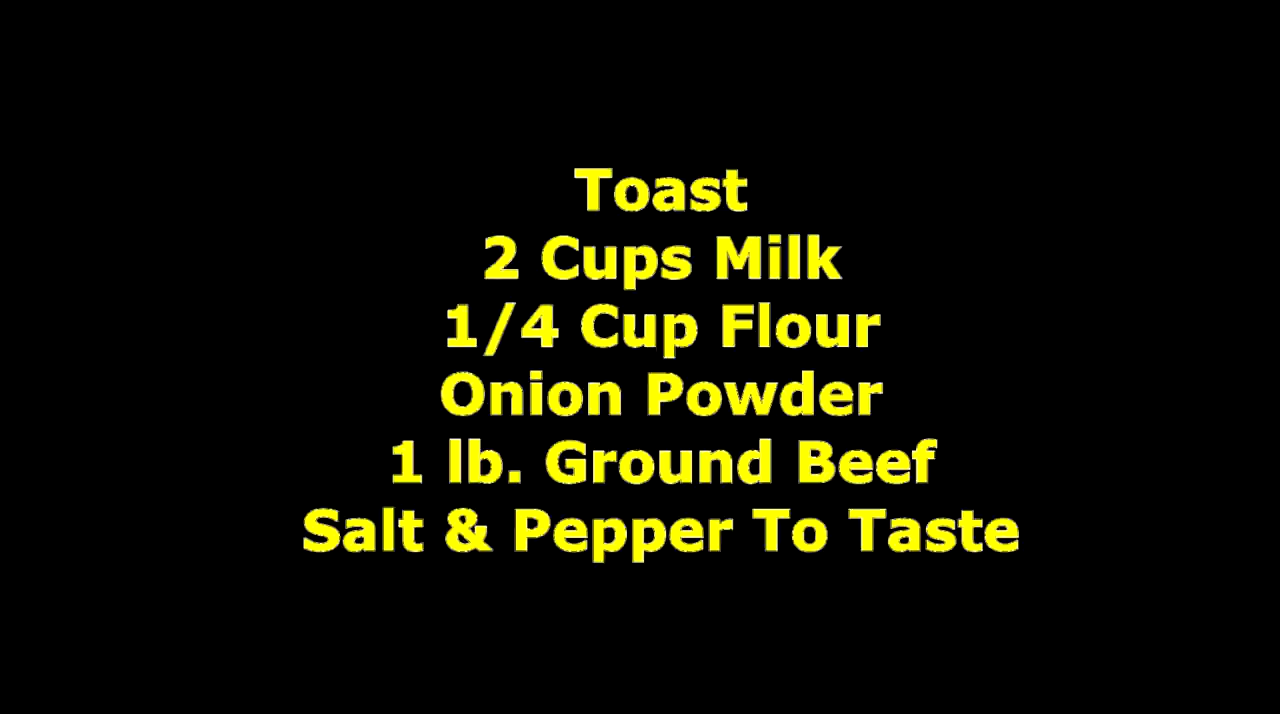 Toast
2 Cups Milk
1/4 Cup Flour
Onion Powder
1 lb. Ground Beef
Salt & Pepper To Taste